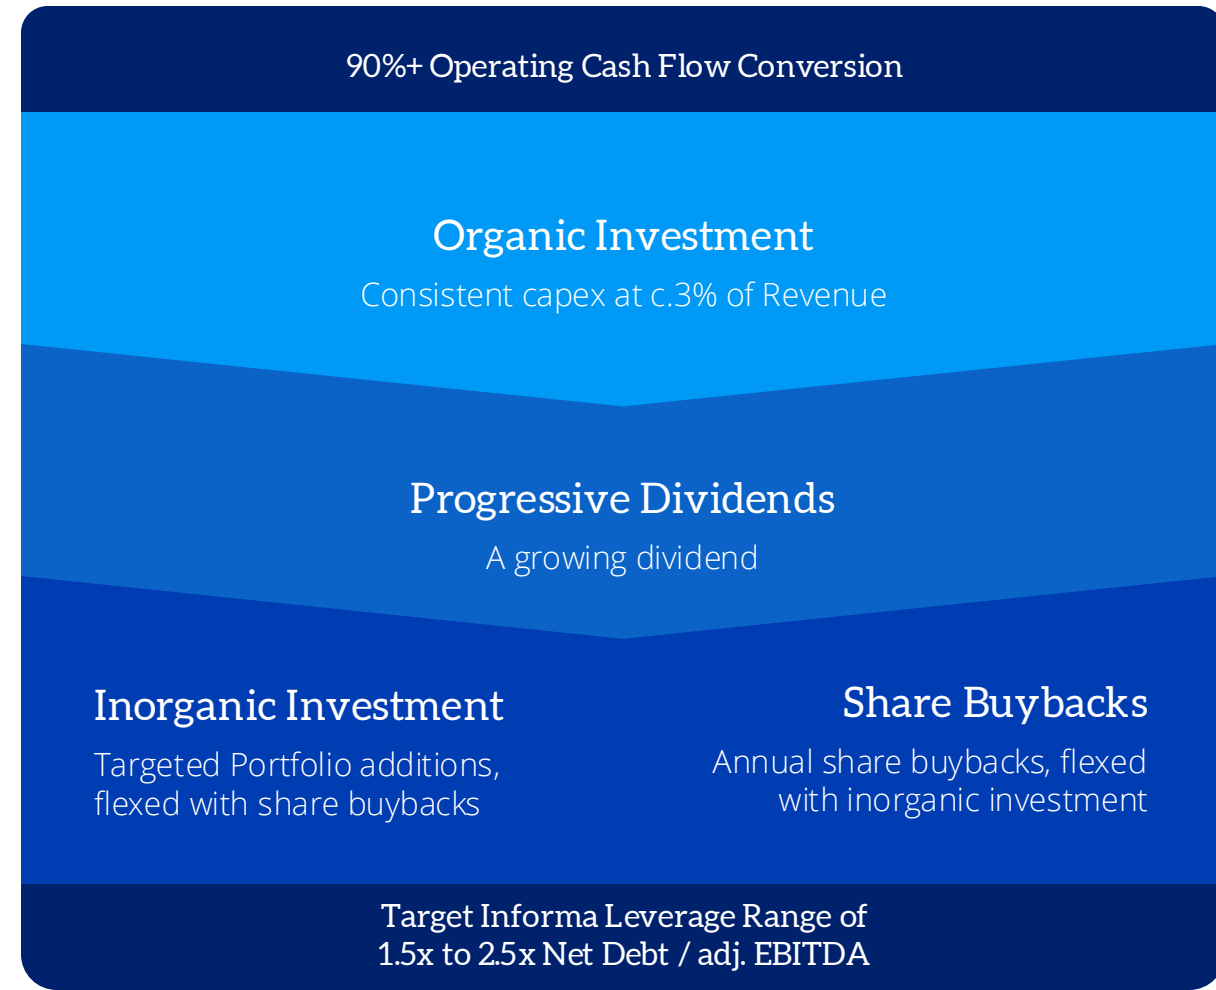 90%+ Operating Cash Flow Conversion
Organic Investment
Consistent capex at c.3% of Revenue
Progressive Dividends
A growing dividend
Inorganic Investment
Targeted Portfolio additions,
flexed with share buybacks
Share Buybacks
Annual share buybacks, flexed
with inorganic investment
Target Informa Leverage Range of
1.5x to 2.5x Net Debt / adj. EBITDA